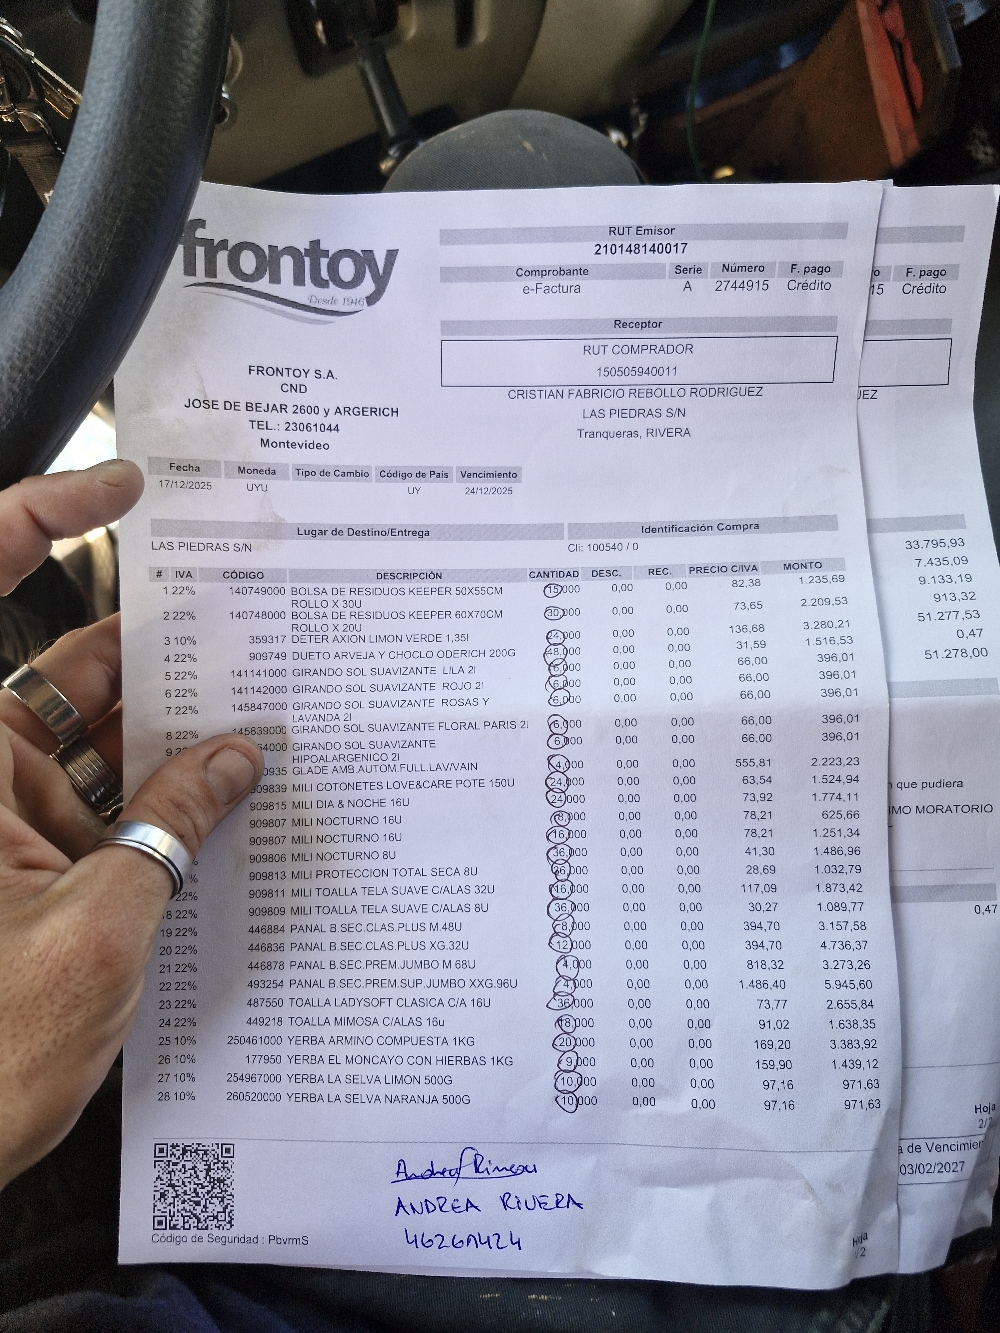 frontoy
Desde 1946
FRONTOY S.A.
CND
JOSE DE BEJAR 2600 y ARGERICH
TEL.: 23061044
Montevideo
RUT Emisor
210148140017
Comprobante Serie Número F. pago
e-Factura A 2744915 Crédito
Receptor
RUT COMPRADOR
150505940011
CRISTIAN FABRICIO REBOLLO RODRIGUEZ
LAS PIEDRAS S/N
Tranqueras, RIVERA
Fecha Moneda Tipo de Cambio Código de País Vencimiento
17/12/2025 UYU UY 24/12/2025
Lugar de Destino/Entrega Identificación Compra
LAS PIEDRAS S/N Cli: 100540 / 0
# IVA CÓDIGO DESCRIPCIÓN CANTIDAD DESC. REC. PRECIO C/IVA MONTO
1 22% 140749000 BOLSA DE RESIDUOS KEEPER 50X55CM ROLLO X 30U 15,000 0,00 0,00 82,38 1.235,69
2 22% 140748000 BOLSA DE RESIDUOS KEEPER 60X70CM ROLLO X 20U 30,000 0,00 0,00 73,65 2.209,53
3 10% 359317 DETER AXION LIMON VERDE 1,35l 24,000 0,00 0,00 136,68 3.280,21
4 22% 909749 DUETO ARVEJA Y CHOCLO ODERICH 200G 48,000 0,00 0,00 31,59 1.516,53
5 22% 141141000 GIRANDO SOL SUAVIZANTE LILA 2l 6,000 0,00 0,00 66,00 396,01
6 22% 141142000 GIRANDO SOL SUAVIZANTE ROJO 2l 6,000 0,00 0,00 66,00 396,01
7 22% 145847000 GIRANDO SOL SUAVIZANTE ROSAS Y LAVANDA 2l 6,000 0,00 0,00 66,00 396,01
8 22% 145839000 GIRANDO SOL SUAVIZANTE FLORAL PARIS 2l 6,000 0,00 0,00 66,00 396,01
9 22 64000 GIRANDO SOL SUAVIZANTE HIPOALARGENICO 2l 6,000 0,00 0,00 66,00 396,01
0935 GLADE AMB.AUTOM.FULL.LAV/VAIN 4,000 0,00 0,00 555,81 2.223,23
909839 MILI COTONETES LOVE&CARE POTE 150U 24,000 0,00 0,00 63,54 1.524,94
909815 MILI DIA & NOCHE 16U 24,000 0,00 0,00 73,92 1.774,11
909807 MILI NOCTURNO 16U 8,000 0,00 0,00 78,21 625,66
909807 MILI NOCTURNO 16U 16,000 0,00 0,00 78,21 1.251,34
909806 MILI NOCTURNO 8U 36,000 0,00 0,00 41,30 1.486,96
% 909813 MILI PROTECCION TOTAL SECA 8U 36,000 0,00 0,00 28,69 1.032,79
22% 909811 MILI TOALLA TELA SUAVE C/ALAS 32U 16,000 0,00 0,00 117,09 1.873,42
8 22% 909809 MILI TOALLA TELA SUAVE C/ALAS 8U 36,000 0,00 0,00 30,27 1.089,77
19 22% 446884 PANAL B.SEC.CLAS.PLUS M.48U 8,000 0,00 0,00 394,70 3.157,58
20 22% 446836 PANAL B.SEC.CLAS.PLUS XG.32U 12,000 0,00 0,00 394,70 4.736,37
21 22% 446878 PANAL B.SEC.PREM.JUMBO M 68U 4,000 0,00 0,00 818,32 3.273,26
22 22% 493254 PANAL B.SEC.PREM.SUP.JUMBO XXG.96U 4,000 0,00 0,00 1.486,40 5.945,60
23 22% 487550 TOALLA LADYSOFT CLASICA C/A 16U 36,000 0,00 0,00 73,77 2.655,84
24 22% 449218 TOALLA MIMOSA C/ALAS 16u 18,000 0,00 0,00 91,02 1.638,35
25 10% 250461000 YERBA ARMINO COMPUESTA 1KG 20,000 0,00 0,00 169,20 3.383,92
26 10% 177950 YERBA EL MONCAYO CON HIERBAS 1KG 9,000 0,00 0,00 159,90 1.439,12
27 10% 254967000 YERBA LA SELVA LIMON 500G 10,000 0,00 0,00 97,16 971,63
28 10% 260520000 YERBA LA SELVA NARANJA 500G 10,000 0,00 0,00 97,16 971,63
Código de Seguridad : PbvrmS
ANDREA RIVERA
2
o F. pago
15 Crédito
UEZ
33.795,93
7.435,09
9.133,19
913,32
51.277,53
0,47
51.278,00
n que pudiera
IMO MORATORIO
0,47
Hoja
2/
a de Vencimien
03/02/2027